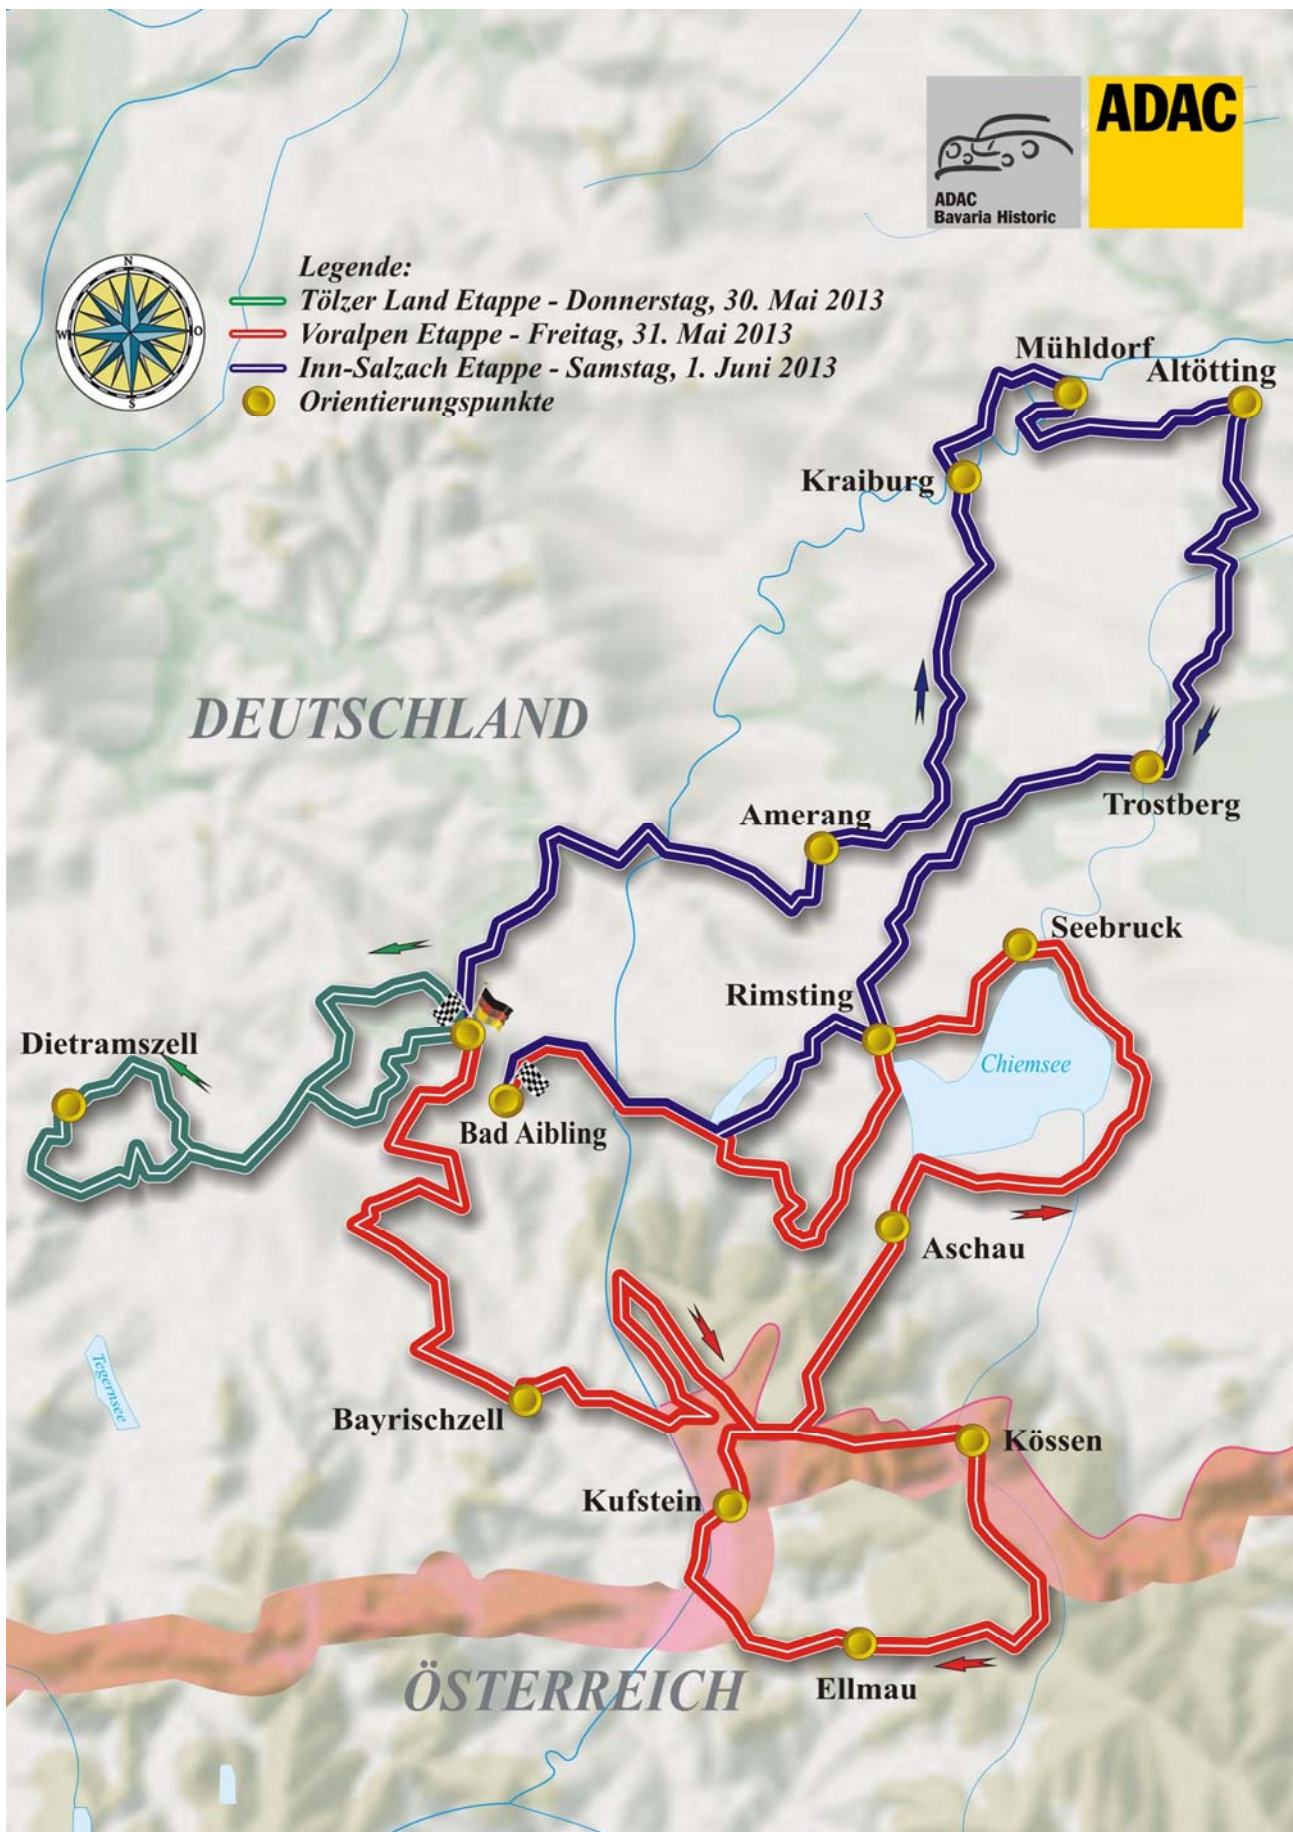 ADAC
ADAC
Bavaria Historic
N
W
O
S
Legende:
Tölzer Land Etappe - Donnerstag, 30. Mai 2013
Voralpen Etappe - Freitag, 31. Mai 2013
Inn-Salzach Etappe - Samstag, 1. Juni 2013
Orientierungspunkte
Mühldorf
Altötting
Kraiburg
DEUTSCHLAND
Trostberg
Amerang
Seebruck
Rimsting
Dietramszell
Chiemsee
Bad Aibling
Aschau
Tegernsee
Bayrischzell
Kössen
Kufstein
Ellmau
ÖSTERREICH